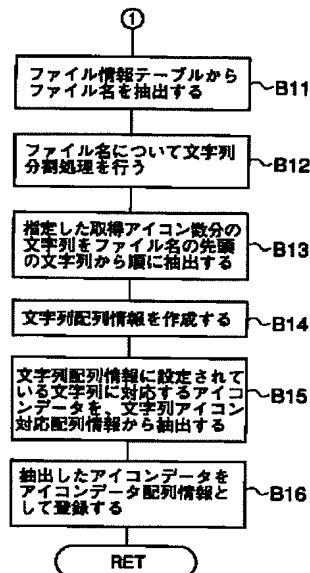 1
ファイル情報テーブルから
ファイル名を抽出する
B11
ファイル名について文字列
分割処理を行う
B12
指定した取得アイコン数分の
文字列をファイル名の先頭
の文字列から順に抽出する
B13
文字列配列情報を作成する
B14
文字列配列情報に設定されて
いる文字列に対応するアイコ
ンデータを、文字列アイコン
対応配列情報から抽出する
B15
抽出したアイコンデータを
アイコンデータ配列情報と
して登録する
B16
RET